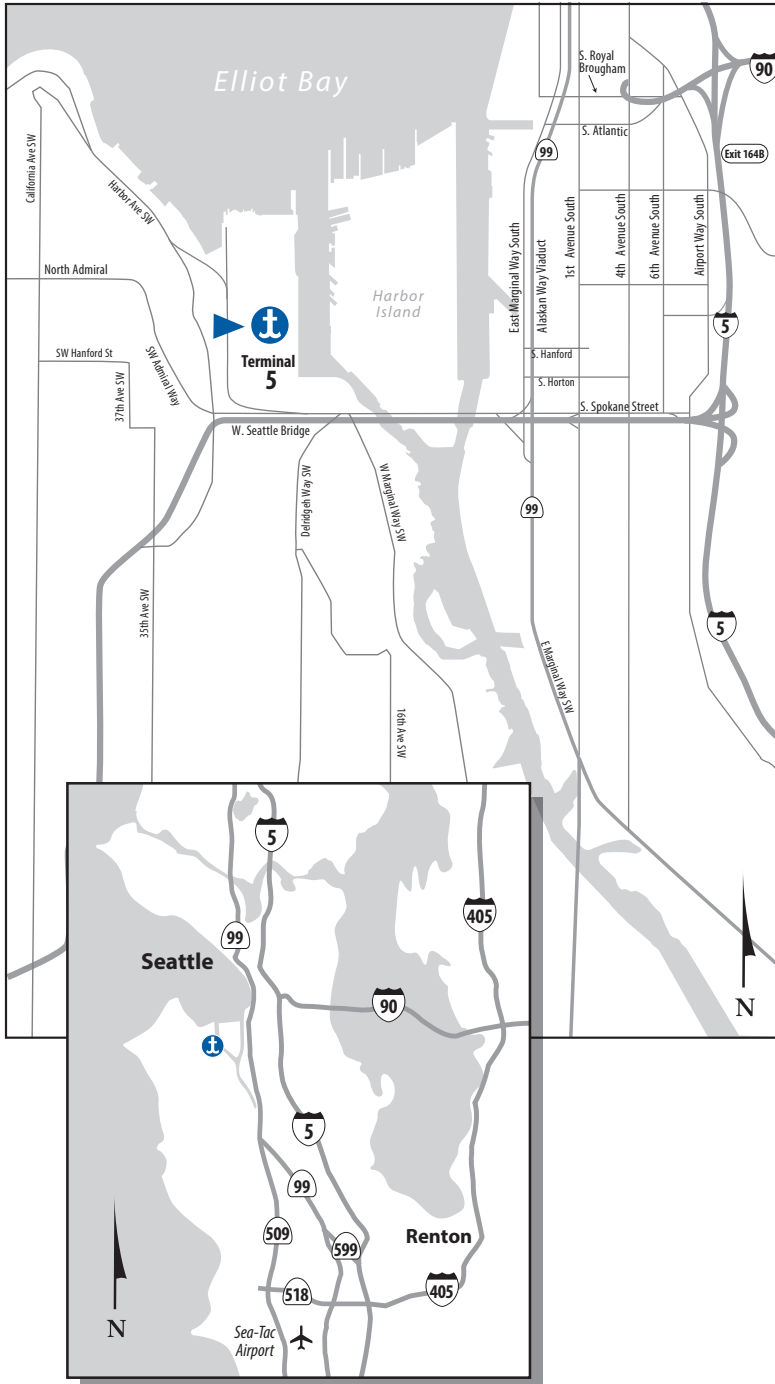 Elliot Bay
S. Royal
Brougham
90
S. Atlantic
99
Exit 164B
California Ave SW
Harbor Ave SW
East Marginal Way South
Alaskan Way Viaduct
1st Avenue South
4th Avenue South
6th Avenue South
Airport Way South
North Admiral
Harbor
Island
5
Terminal
5
SW Hanford St
37th Ave SW
SW Admiral Way
S. Hanford
S. Horton
S. Spokane Street
W. Seattle Bridge
Delridgeh Way SW
W Marginal Way SW
99
35th Ave SW
5
E Marginal Way SW
16th Ave SW
N
5
405
99
Seattle
90
5
99
509
599
Renton
518
405
N
Sea-Tac
Airport